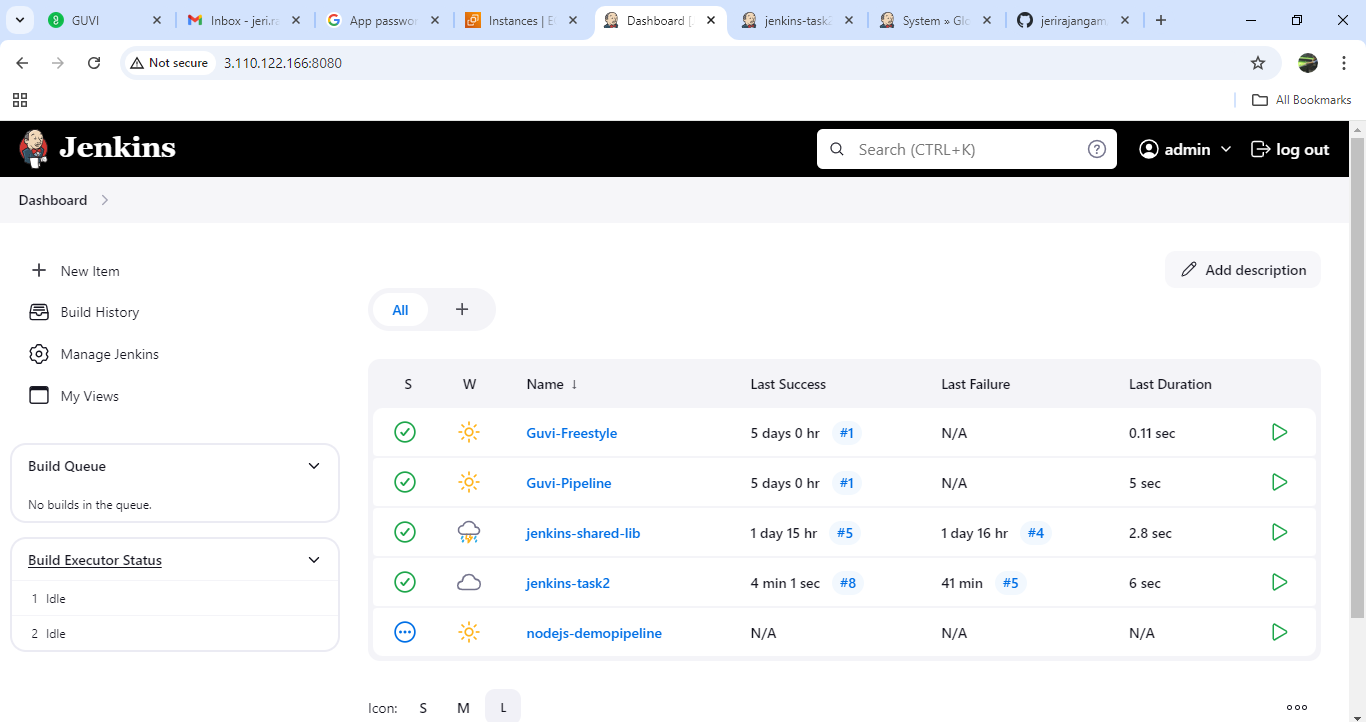 GUVI
Inbox - jeri.ra
App passwor
Instances | E
Dashboard [
jenkins-task2
System » Glo
jerirajangam
Not secure
3.110.122.166:8080
All Bookmarks
Jenkins
Search (CTRL+K)
admin
log out
Dashboard
New Item
Build History
Manage Jenkins
My Views
Build Queue
No builds in the queue.
Build Executor Status
1 Idle
2 Idle
Add description
All
S W Name ↓ Last Success Last Failure Last Duration
Guvi-Freestyle 5 days 0 hr #1 N/A 0.11 sec
Guvi-Pipeline 5 days 0 hr #1 N/A 5 sec
jenkins-shared-lib 1 day 15 hr #5 1 day 16 hr #4 2.8 sec
jenkins-task2 4 min 1 sec #8 41 min #5 6 sec
nodejs-demopipeline N/A N/A N/A
Icon: S M L